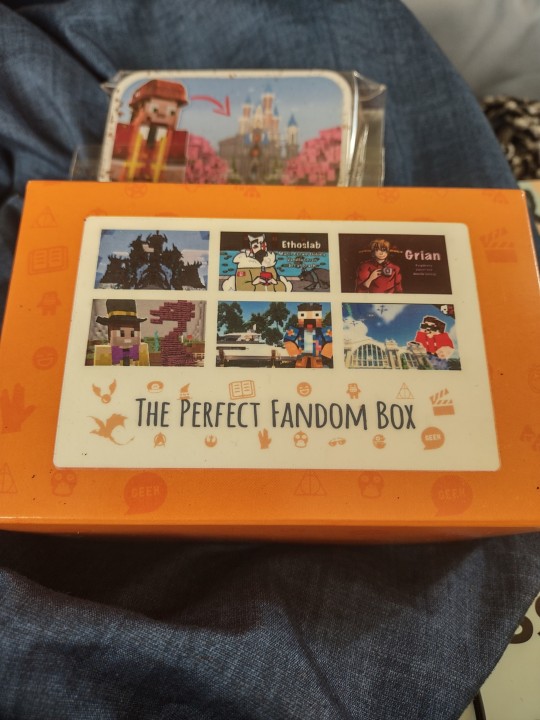 Ethoslab
Grian
THE PERFECT FANDOM BOX
GEEK
GEEK
GEEK